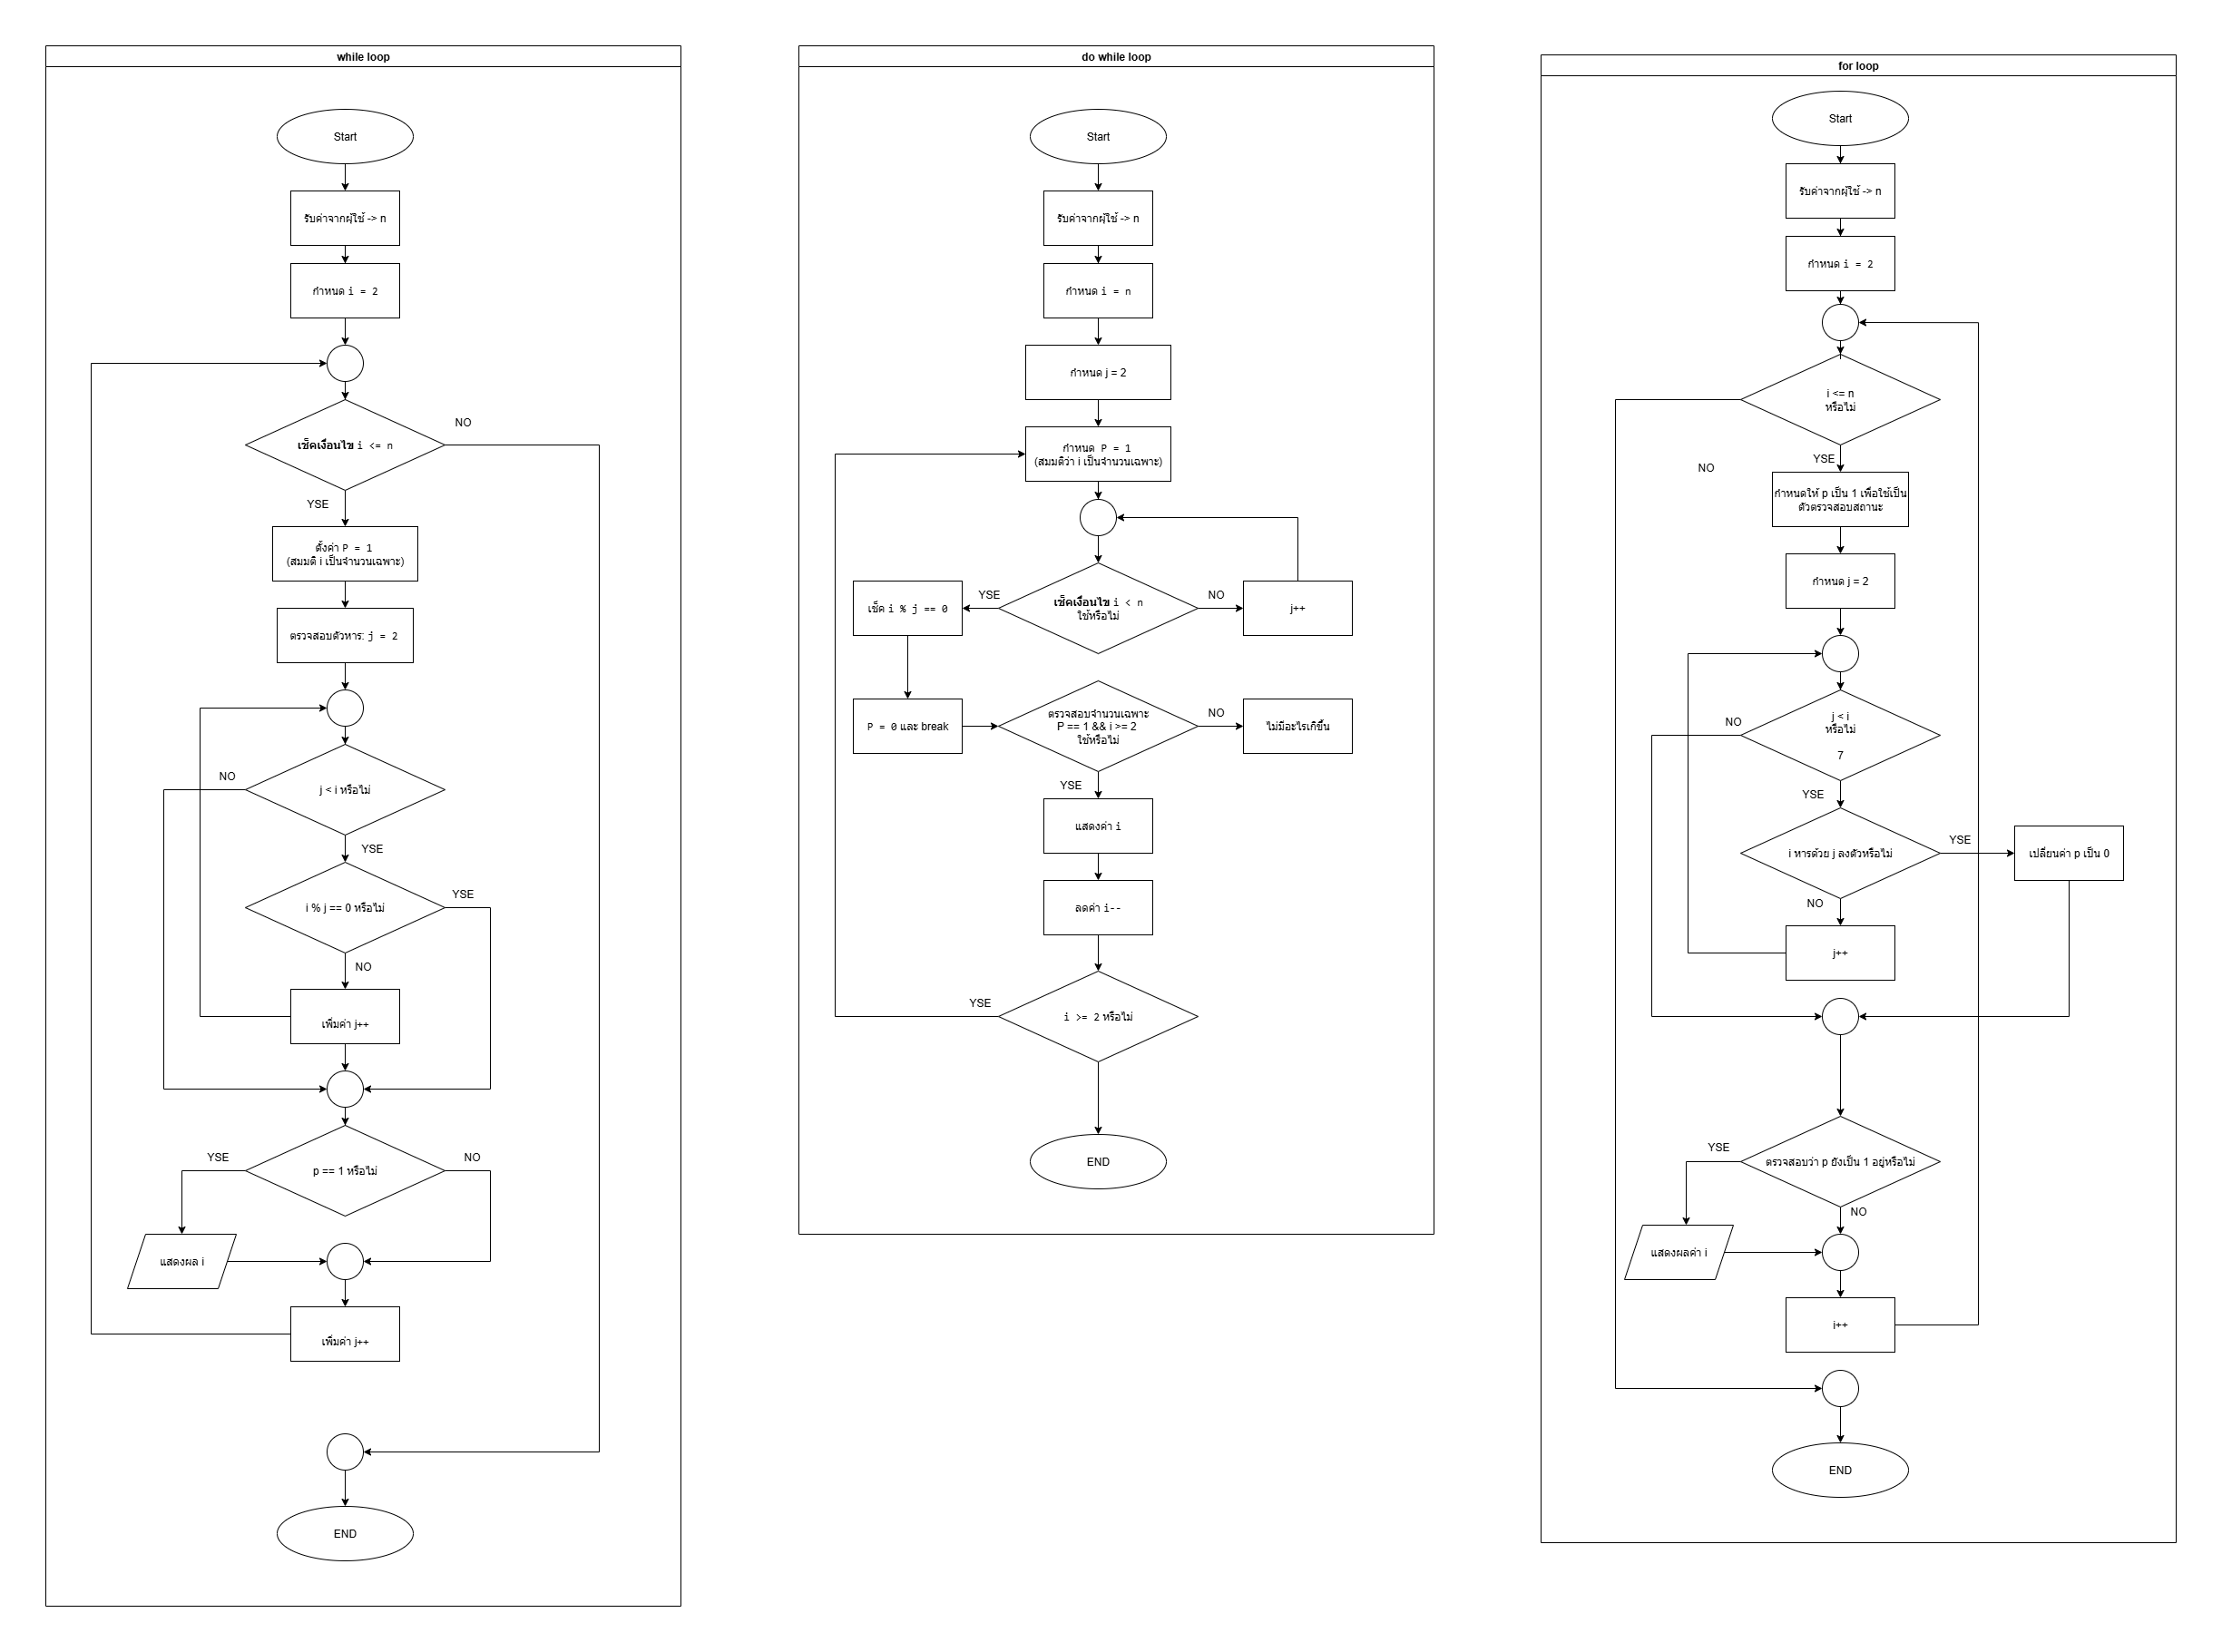 while loop
Start
รับค่าจากผู้ใช้ -> n
กำหนด i = 2
เช็คเงื่อนไข i <= n
NO
YSE
ตั้งค่า P = 1
(สมมติ i เป็นจำนวนเฉพาะ)
ตรวจสอบตัวหาร: j = 2
NO
j < i หรือไม่
YSE
i % j == 0 หรือไม่
YSE
NO
เพิ่มค่า j++
YSE
p == 1 หรือไม่
NO
แสดงผล i
เพิ่มค่า j++
END
do while loop
Start
รับค่าจากผู้ใช้ -> n
กำหนด i = n
กำหนด j = 2
กำหนด P = 1
(สมมติว่า i เป็นจำนวนเฉพาะ)
เช็ค i % j == 0
YSE
เช็คเงื่อนไข i < n
ใช้หรือไม่
NO
j++
P = 0 และ break
ตรวจสอบจำนวนเฉพาะ
P == 1 && i >= 2
ใช้หรือไม่
NO
ไม่มีอะไรเกิขึ้น
YSE
แสดงค่า i
ลดค่า i--
YSE
i >= 2 หรือไม่
END
for loop
Start
รับค่าจากผู้ใช้ -> n
กำหนด i = 2
i <= n
หรือไม่
YSE
NO
กำหนดให้ p เป็น 1 เพื่อใช้เป็น
ตัวตรวจสอบสถานะ
กำหนด j = 2
NO
j < i
หรือไม่
7
YSE
i หารด้วย j ลงตัวหรือไม่
YSE
เปลี่ยนค่า p เป็น 0
NO
j++
YSE
ตรวจสอบว่า p ยังเป็น 1 อยู่หรือไม่
NO
แสดงผลค่า i
i++
END